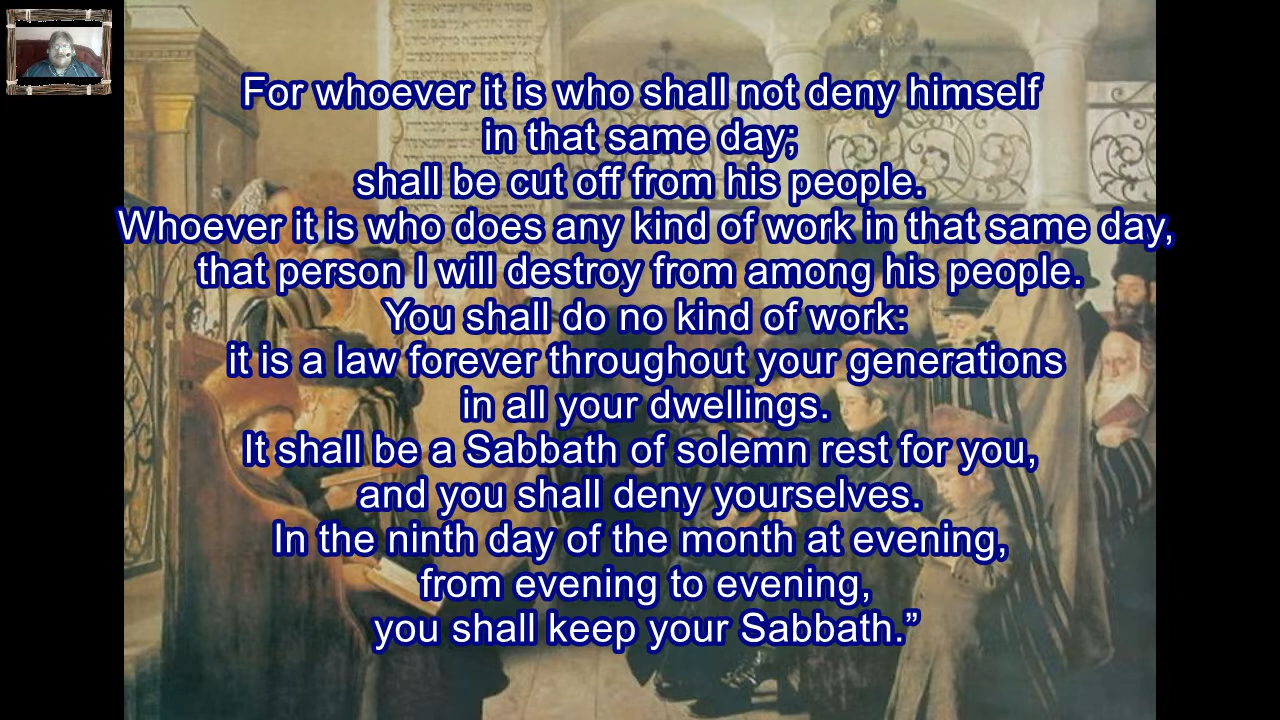 For whoever it is who shall not deny himself
in that same day;
shall be cut off from his people.
Whoever it is who does any kind of work in that same day,
that person I will destroy from among his people.
You shall do no kind of work:
it is a law forever throughout your generations
in all your dwellings.
It shall be a Sabbath of solemn rest for you,
and you shall deny yourselves.
In the ninth day of the month at evening,
from evening to evening,
you shall keep your Sabbath.”